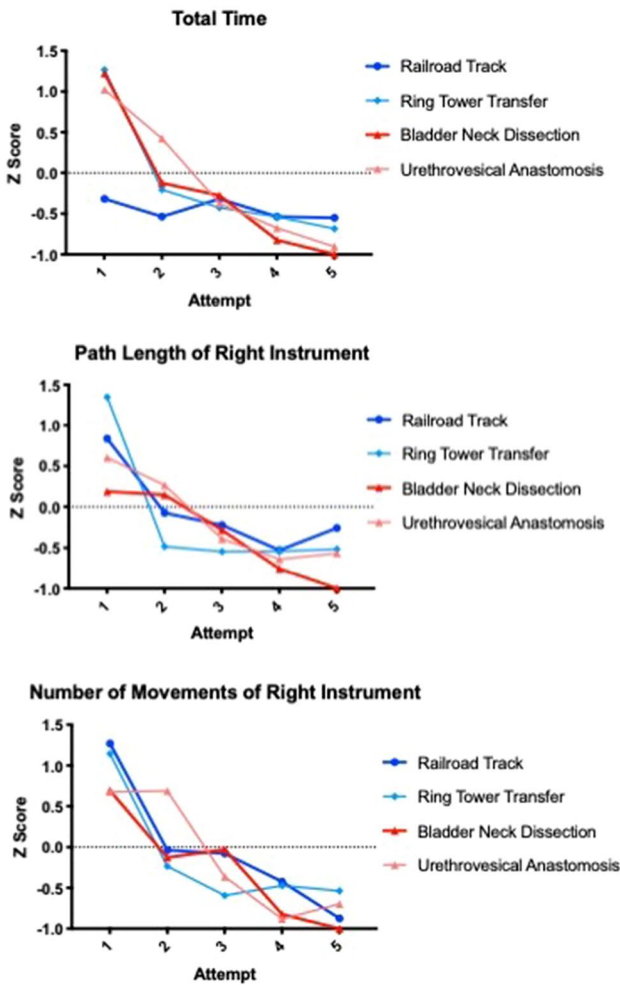 Total Time
1.5
1.0
0.5
0.0
-0.5
-1.0
Z Score
1
2
3
4
5
Attempt
Railroad Track
Ring Tower Transfer
Bladder Neck Dissection
Urethrovesical Anastomosis
Path Length of Right Instrument
1.5
1.0
0.5
0.0
-0.5
-1.0
Z Score
1
2
3
4
5
Attempt
Railroad Track
Ring Tower Transfer
Bladder Neck Dissection
Urethrovesical Anastomosis
Number of Movements of Right Instrument
1.5
1.0
0.5
0.0
-0.5
-1.0
Z Score
1
2
3
4
5
Attempt
Railroad Track
Ring Tower Transfer
Bladder Neck Dissection
Urethrovesical Anastomosis